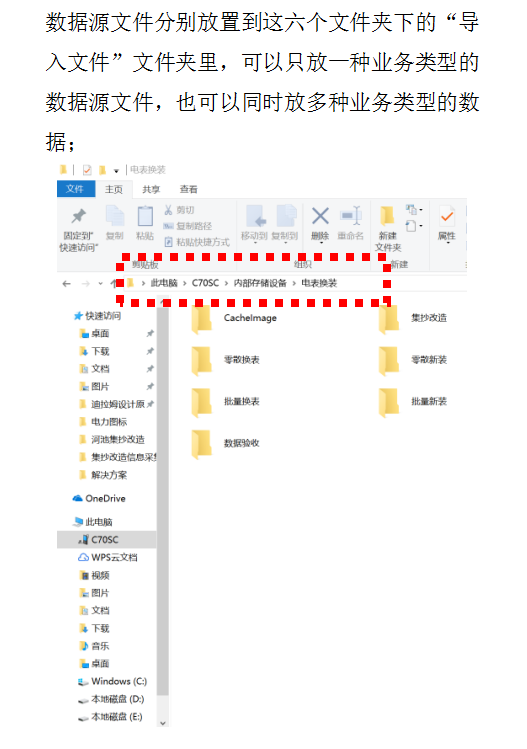 数据源文件分别放置到这六个文件夹下的“导
入文件”文件夹里，可以只放一种业务类型的
数据源文件，也可以同时放多种业务类型的数
据；
电表换装
文件 主页 共享 查看
固定到"快速访问"
复制
粘贴
剪切
复制路径
粘贴快捷方式
移动到
复制到
删除
重命名
新建文件夹
属性
剪贴板 组织 新建
此电脑 > C70SC > 内部存储设备 > 电表换装
快速访问
桌面
下载
文档
图片
迪拉姆设计原
电力图标
河池集抄改造
集抄改造信息采
解决方案
OneDrive
此电脑
C70SC
WPS云文档
视频
图片
文档
下载
音乐
桌面
Windows (C:)
本地磁盘 (D:)
本地磁盘 (E:)
CacheImage
集抄改造
零散换表
零散新装
批量换表
批量新装
数据验收